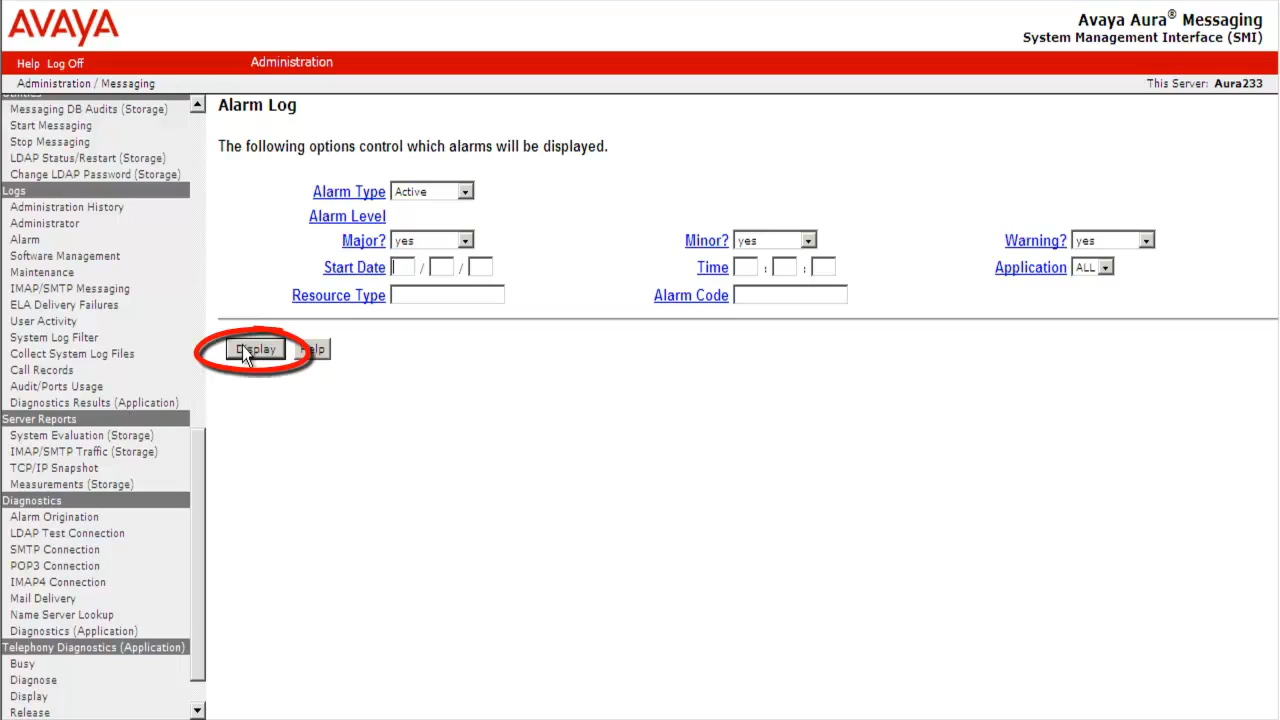 AVAYA
Avaya Aura® Messaging
System Management Interface (SMI)
Help Log Off
Administration
Administration / Messaging
This Server: Aura233
Utilities
Messaging DB Audits (Storage)
Start Messaging
Stop Messaging
LDAP Status/Restart (Storage)
Change LDAP Password (Storage)
Logs
Administration History
Administrator
Alarm
Software Management
Maintenance
IMAP/SMTP Messaging
ELA Delivery Failures
User Activity
System Log Filter
Collect System Log Files
Call Records
Audit/Ports Usage
Diagnostics Results (Application)
Server Reports
System Evaluation (Storage)
IMAP/SMTP Traffic (Storage)
TCP/IP Snapshot
Measurements (Storage)
Diagnostics
Alarm Origination
LDAP Test Connection
SMTP Connection
POP3 Connection
IMAP4 Connection
Mail Delivery
Name Server Lookup
Diagnostics (Application)
Telephony Diagnostics (Application)
Busy
Diagnose
Display
Release
Alarm Log
The following options control which alarms will be displayed.
Alarm Type Active
Alarm Level
Major? yes Minor? yes Warning? yes
Start Date / / Time : : Application ALL
Resource Type Alarm Code
Display Help